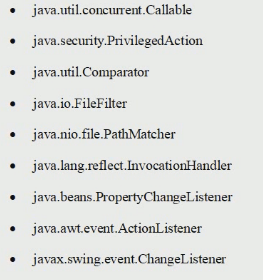 • java.util.concurrent.Callable
• java.security.PrivilegedAction
• java.util.Comparator
• java.io.FileFilter
• java.nio.file.PathMatcher
• java.lang.reflect.InvocationHandler
• java.beans.PropertyChangeListener
• java.awt.event.ActionListener
• javax.swing.event.ChangeListener